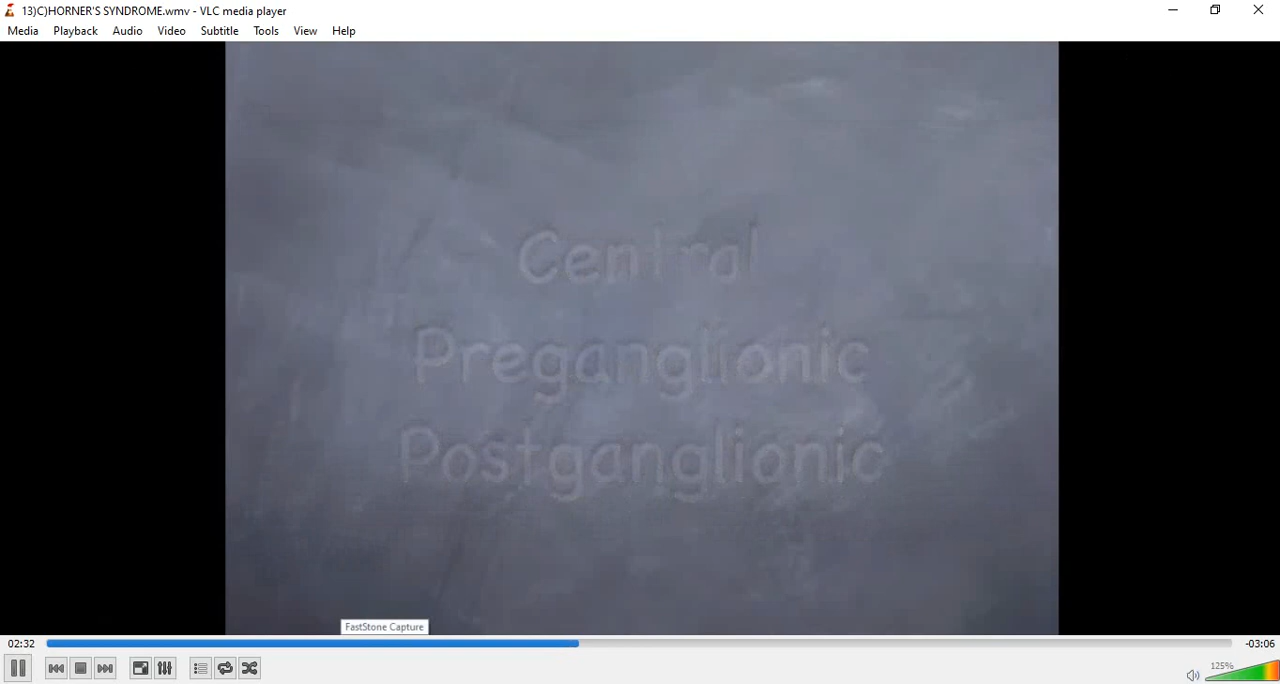 13)C)HORNER'S SYNDROME.wmv - VLC media player
Media Playback Audio Video Subtitle Tools View Help
Central
Preganglionic
Postganglionic
FastStone Capture
02:32
-03:06
125%